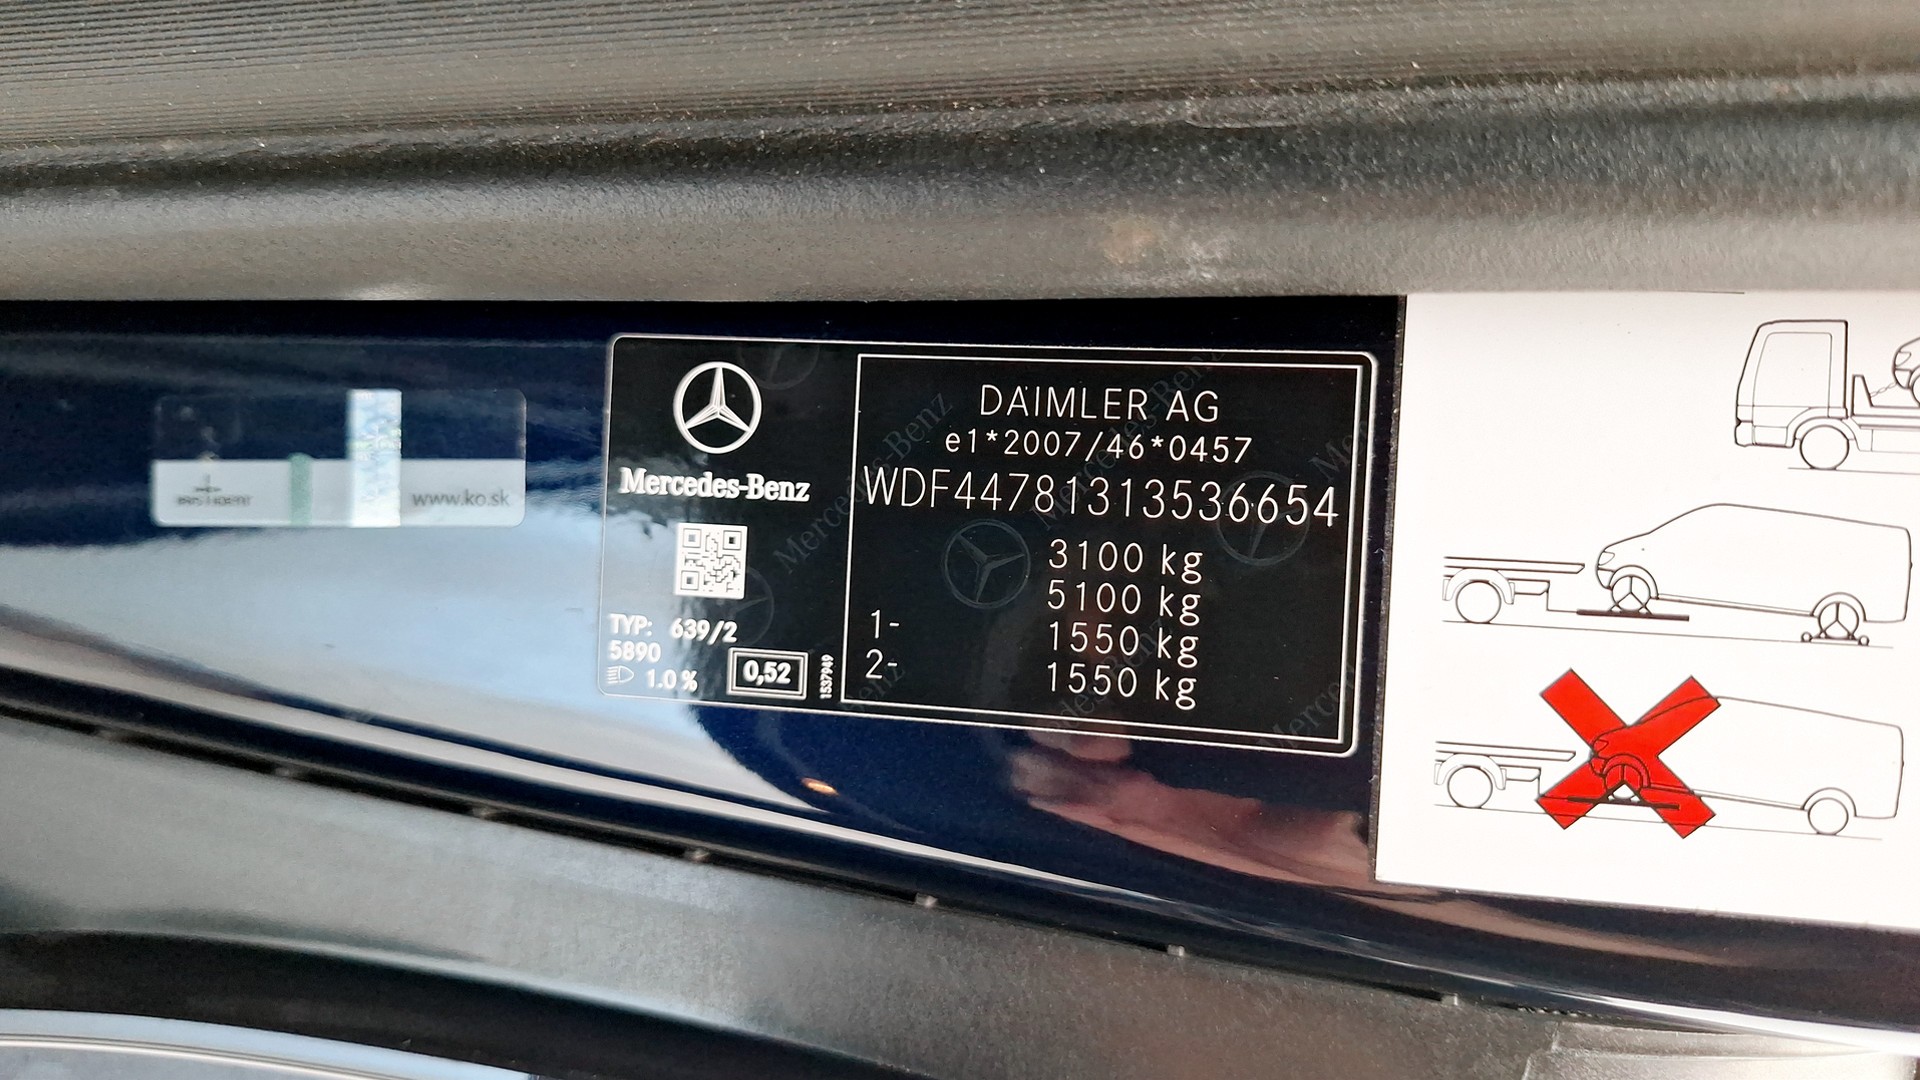 www.ko.sk
Mercedes-Benz
TYP: 639/2
5890
1.0 %
0,52
1537949
DAIMLER AG
e1*2007/46*0457
WDF44781313536654
3100 kg
5100 kg
1- 1550 kg
2- 1550 kg